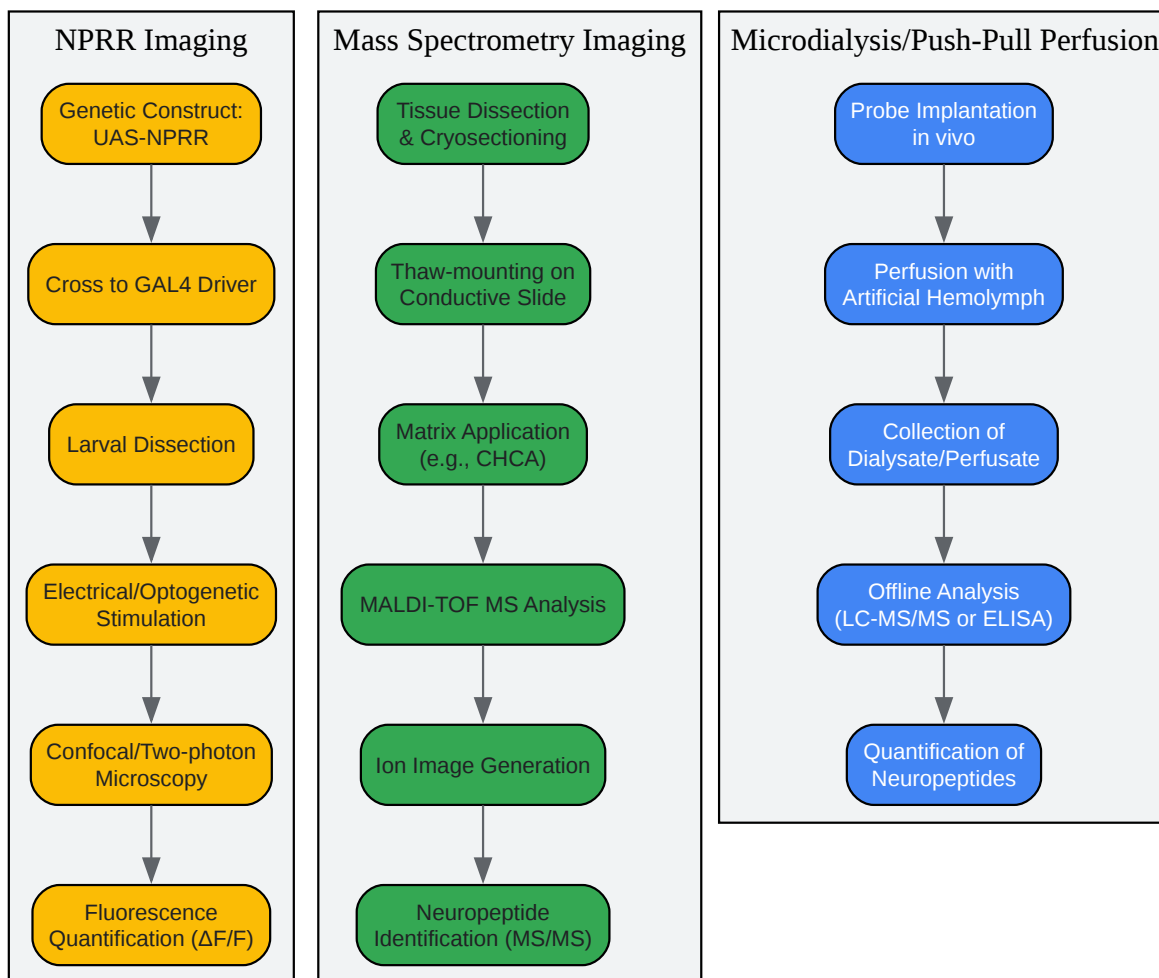 NPRR Imaging
Genetic Construct:
UAS-NPRR
Cross to GAL4 Driver
Larval Dissection
Electrical/Optogenetic
Stimulation
Confocal/Two-photon
Microscopy
Fluorescence
Quantification (ΔF/F)
Mass Spectrometry Imaging
Tissue Dissection
& Cryosectioning
Thaw-mounting on
Conductive Slide
Matrix Application
(e.g., CHCA)
MALDI-TOF MS Analysis
Ion Image Generation
Neuropeptide
Identification (MS/MS)
Microdialysis/Push-Pull Perfusion
Probe Implantation
in vivo
Perfusion with
Artificial Hemolymph
Collection of
Dialysate/Perfusate
Offline Analysis
(LC-MS/MS or ELISA)
Quantification of
Neuropeptides